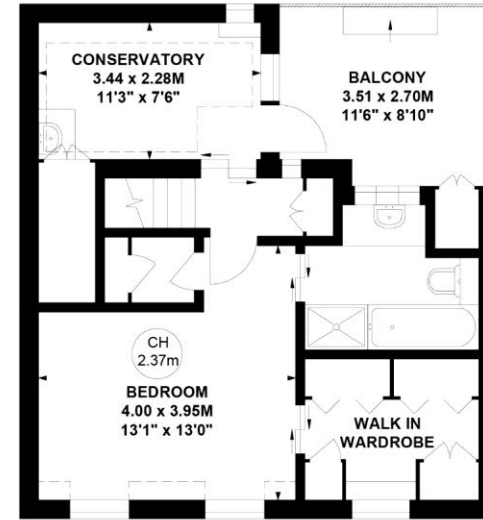 CONSERVATORY
3.44 x 2.28M
11'3" x 7'6"
BALCONY
3.51 x 2.70M
11'6" x 8'10"
CH
2.37m
BEDROOM
4.00 x 3.95M
13'1" x 13'0"
WALK IN
WARDROBE